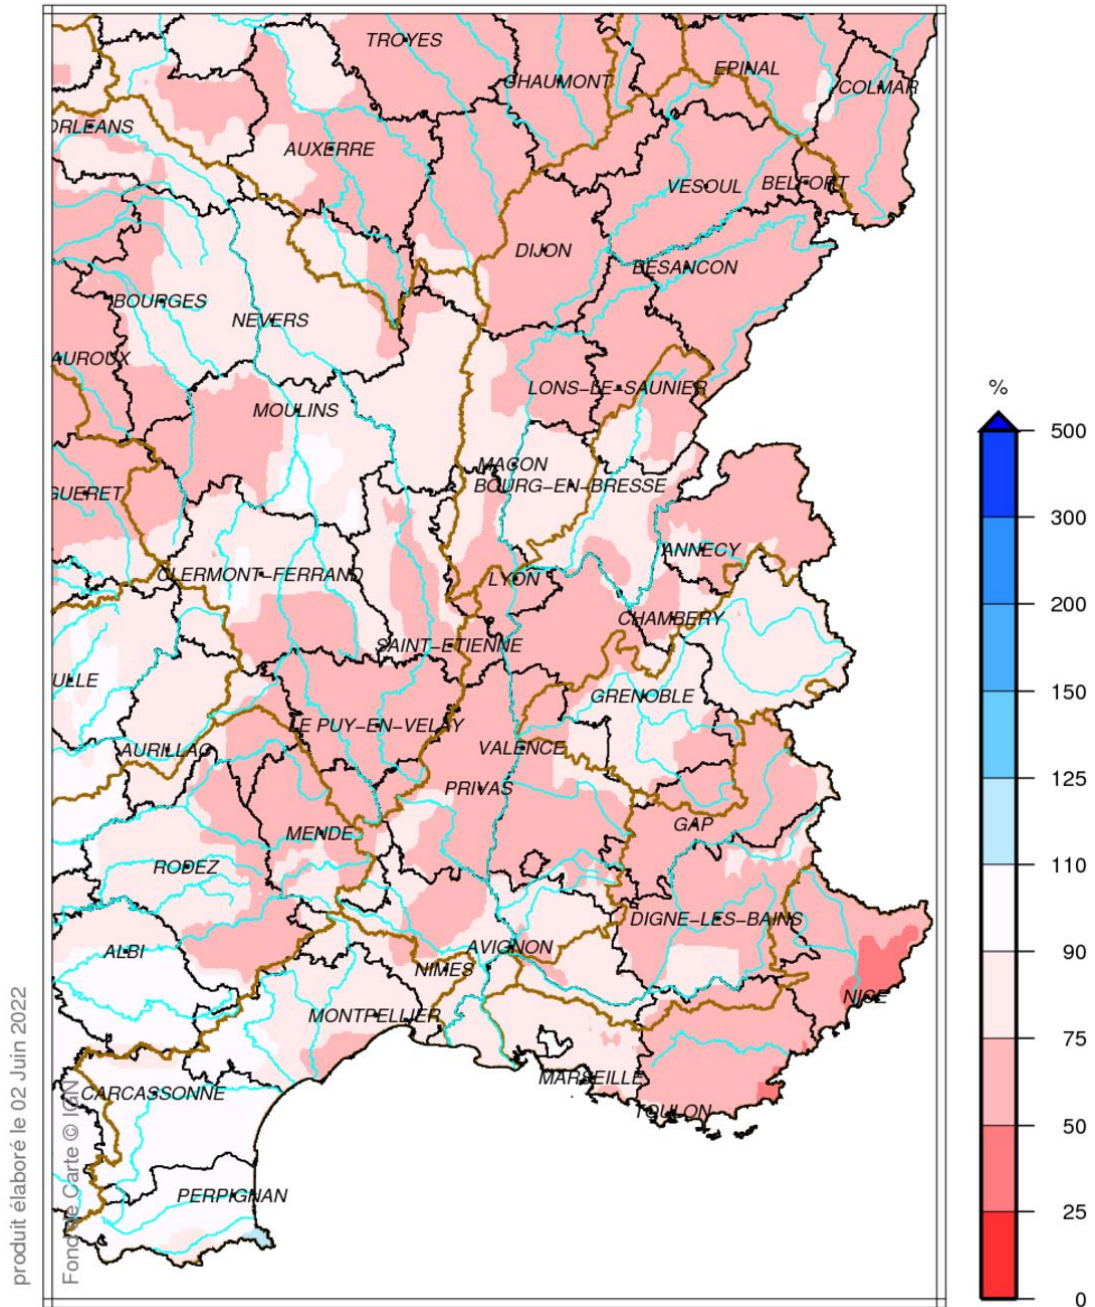 TROYES
CHAUMONT
EPINAL
COLMAR
ORLEANS
AUXERRE
VESOUL
BELFORT
DIJON
BESANCON
BOURGES
NEVERS
AUROUX
LONS-LE-SAUNIER
MOULINS
MACON
BOURG-EN-BRESSE
GUERET
ANNECY
CLERMONT-FERRAND
LYON
CHAMBERY
SAINT-ETIENNE
ULLE
GRENOBLE
LE PUY-EN-VELAY
VALENCE
AURILLAC
PRIVAS
GAP
MENDE
RODEZ
DIGNE-LES-BAINS
ALBI
AVIGNON
NIMES
NICE
MONTPELLIER
MARSEILLE
CARCASSONNE
TOULON
PERPIGNAN
%
500
300
200
150
125
110
90
75
50
25
0
produit élaboré le 02 Juin 2022
Fond de Carte © IGN